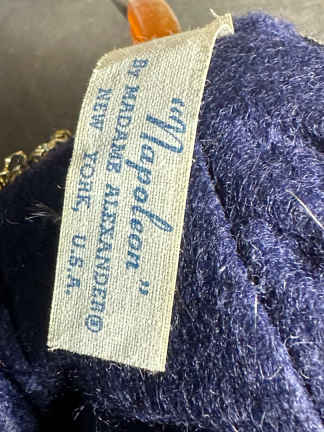 "Napoleon"
BY MADAME ALEXANDER®
NEW YORK, U.S.A.